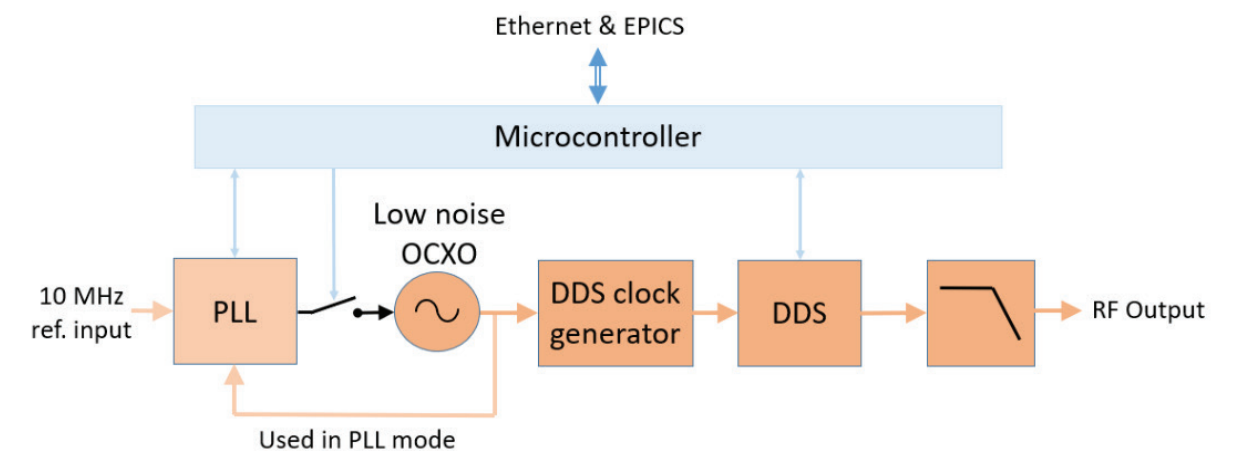 Ethernet & EPICS
Microcontroller
Low noise
OCXO
10 MHz
ref. input
PLL
DDS clock
generator
DDS
RF Output
Used in PLL mode